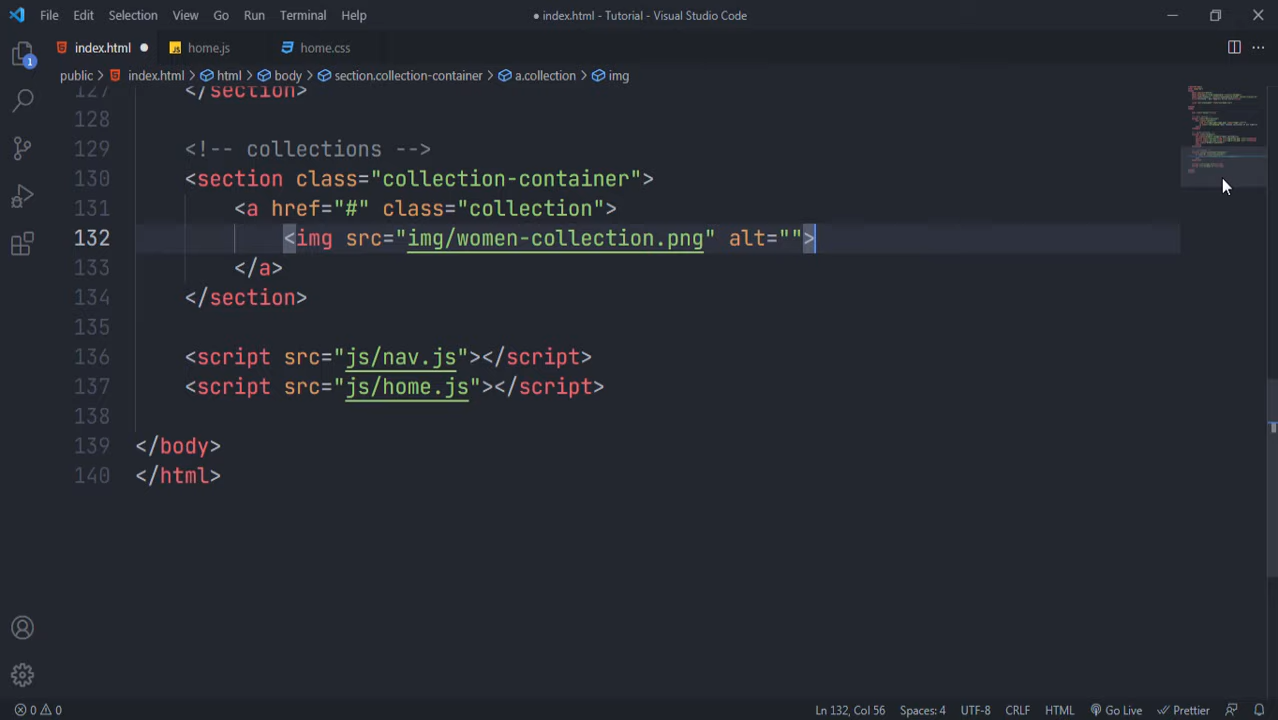 File Edit Selection View Go Run Terminal Help
● index.html - Tutorial - Visual Studio Code
index.html ● home.js home.css
public > index.html > html > body > section.collection-container > a.collection > img
127 </section>
128
129 <!-- collections -->
130 <section class="collection-container">
131 <a href="#" class="collection">
132 <img src="img/women-collection.png" alt="">
133 </a>
134 </section>
135
136 <script src="js/nav.js"></script>
137 <script src="js/home.js"></script>
138
139 </body>
140 </html>
1
0 0 Ln 132, Col 56 Spaces: 4 UTF-8 CRLF HTML Go Live Prettier